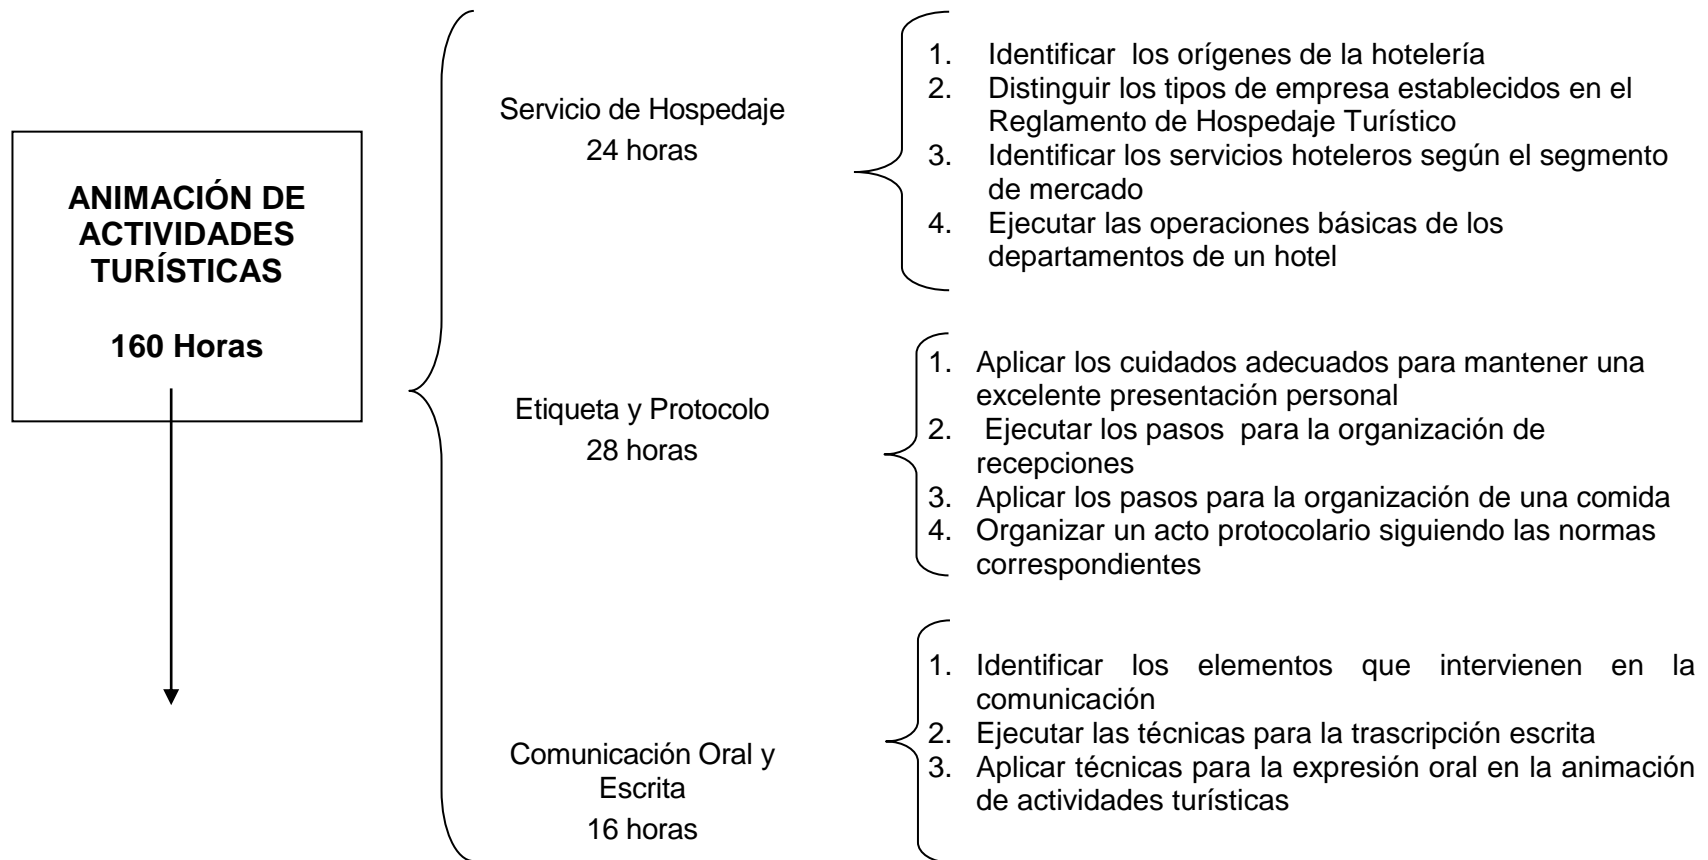 ANIMACIÓN DE
ACTIVIDADES
TURÍSTICAS
160 Horas
Servicio de Hospedaje
24 horas
1. Identificar los orígenes de la hotelería
2. Distinguir los tipos de empresa establecidos en el
Reglamento de Hospedaje Turístico
3. Identificar los servicios hoteleros según el segmento
de mercado
4. Ejecutar las operaciones básicas de los
departamentos de un hotel
Etiqueta y Protocolo
28 horas
1. Aplicar los cuidados adecuados para mantener una
excelente presentación personal
2. Ejecutar los pasos para la organización de
recepciones
3. Aplicar los pasos para la organización de una comida
4. Organizar un acto protocolario siguiendo las normas
correspondientes
Comunicación Oral y
Escrita
16 horas
1. Identificar los elementos que intervienen en la
comunicación
2. Ejecutar las técnicas para la trascripción escrita
3. Aplicar técnicas para la expresión oral en la animación
de actividades turísticas